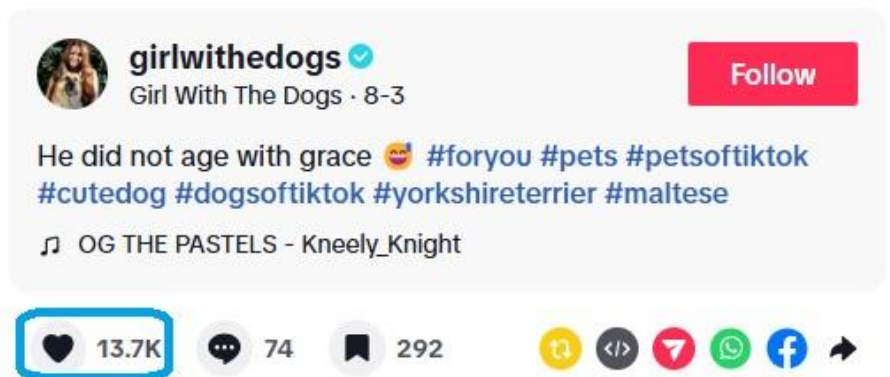 girlwithedogs
Follow
Girl With The Dogs · 8-3
He did not age with grace 😅 #foryou #pets #petsoftiktok
#cutedog #dogsoftiktok #yorkshireterrier #maltese
OG THE PASTELS - Kneely_Knight
13.7K 74 292